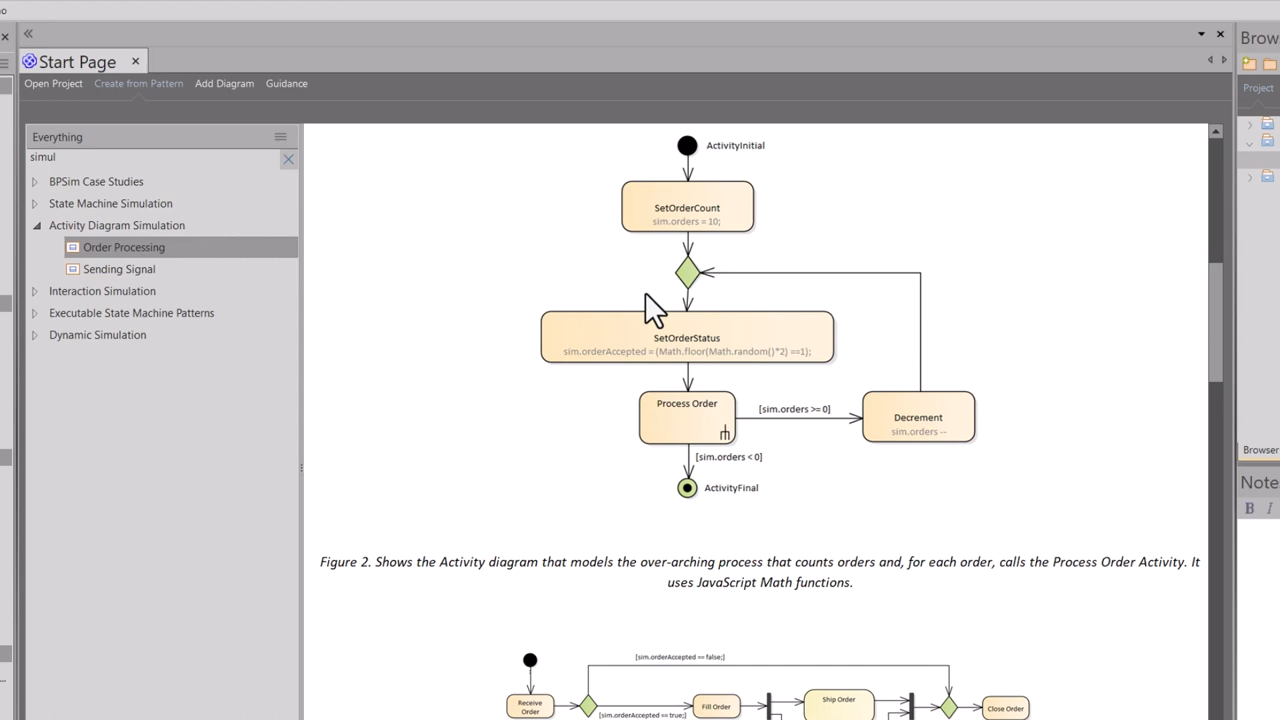 Start Page
Brow
Open Project Create from Pattern Add Diagram Guidance
Project
Everything
simul
BPSim Case Studies
State Machine Simulation
Activity Diagram Simulation
Order Processing
Sending Signal
Interaction Simulation
Executable State Machine Patterns
Dynamic Simulation
ActivityInitial
SetOrderCount
sim.orders = 10;
SetOrderStatus
sim.orderAccepted = (Math.floor(Math.random()*2) ==1);
Process Order
[sim.orders >= 0]
Decrement
sim.orders --
[sim.orders < 0]
ActivityFinal
Figure 2. Shows the Activity diagram that models the over-arching process that counts orders and, for each order, calls the Process Order Activity. It
uses JavaScript Math functions.
[sim.orderAccepted == false;]
Receive
Order
[sim.orderAccepted == true;]
Fill Order
Ship Order
Close Order
Browser
Note
B I